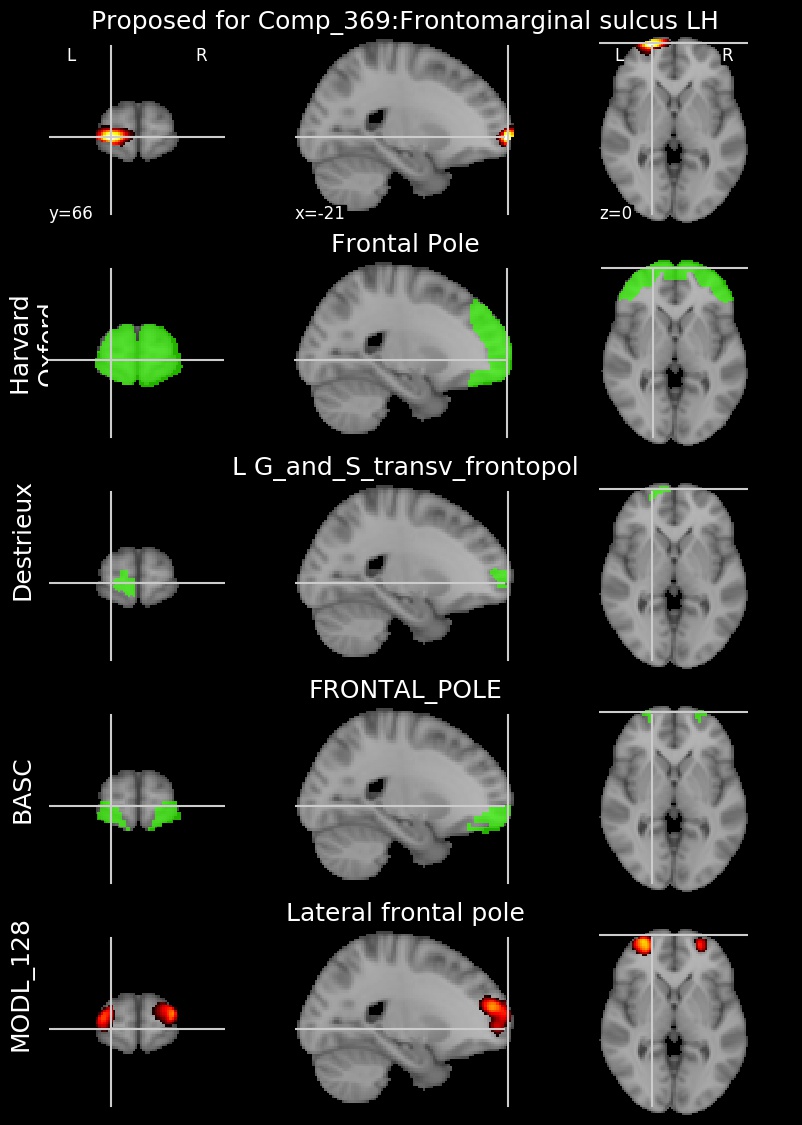 Proposed for Comp_369:Frontomarginal sulcus LH
L R
L R
y=66 x=-21 z=0
Frontal Pole
Harvard
L G_and_S_transv_frontopol
Destrieux
FRONTAL_POLE
BASC
Lateral frontal pole
MODL_128